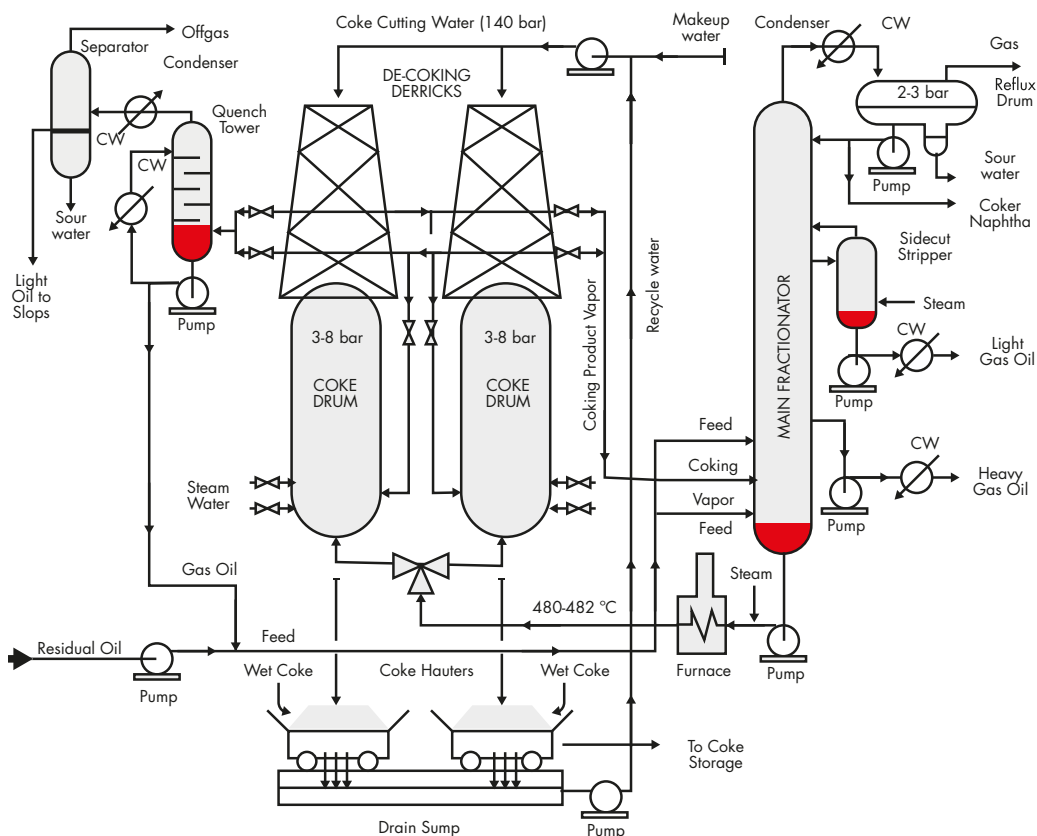 Coke Cutting Water (140 bar)
Makeup
water
Condenser
CW
Gas
Offgas
Separator
Condenser
DE-COKING
DERRICKS
2-3 bar
Reflux
Drum
Quench
Tower
CW
CW
Pump
Sour
water
Coker
Naphtha
Sour
water
Sidecut
Stripper
Light
Oil to
Slops
Pump
Steam
Recycle water
Coking Product Vapor
MAIN FRACTIONATOR
3-8 bar
3-8 bar
CW
Light
Gas Oil
COKE
DRUM
COKE
DRUM
Pump
Feed
CW
Coking
Heavy
Gas Oil
Steam
Water
Vapor
Pump
Feed
Gas Oil
Steam
480-482 ºC
Residual Oil
Feed
Furnace
Pump
Wet Coke
Coke Hauters
Wet Coke
Pump
To Coke
Storage
Drain Sump
Pump